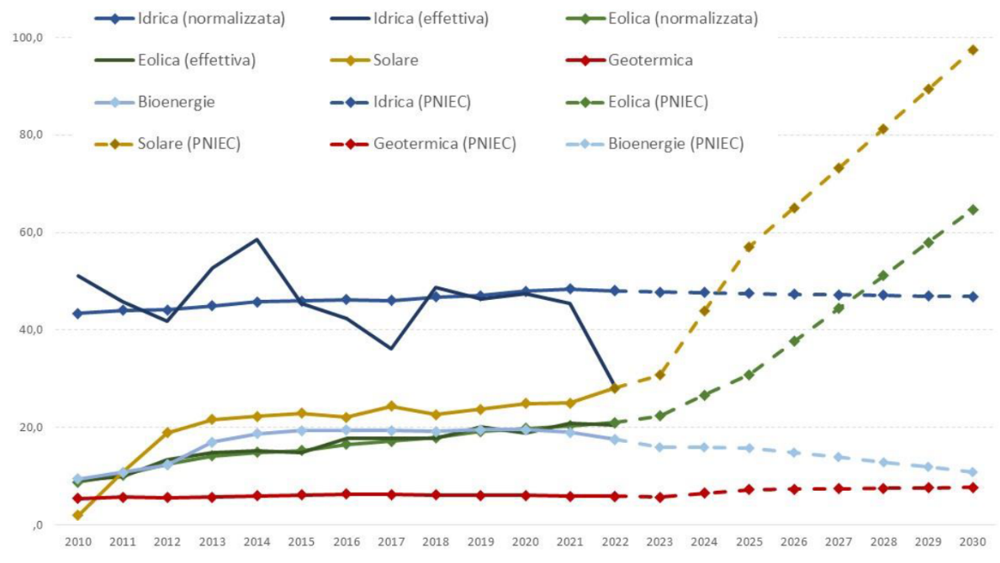 Idrica (normalizzata) Idrica (effettiva) Eolica (normalizzata)
100,0
Eolica (effettiva) Solare Geotermica
Bioenergie Idrica (PNIEC) Eolica (PNIEC)
80,0
Solare (PNIEC) Geotermica (PNIEC) Bioenergie (PNIEC)
60,0
40,0
20,0
,0
2010 2011 2012 2013 2014 2015 2016 2017 2018 2019 2020 2021 2022 2023 2024 2025 2026 2027 2028 2029 2030